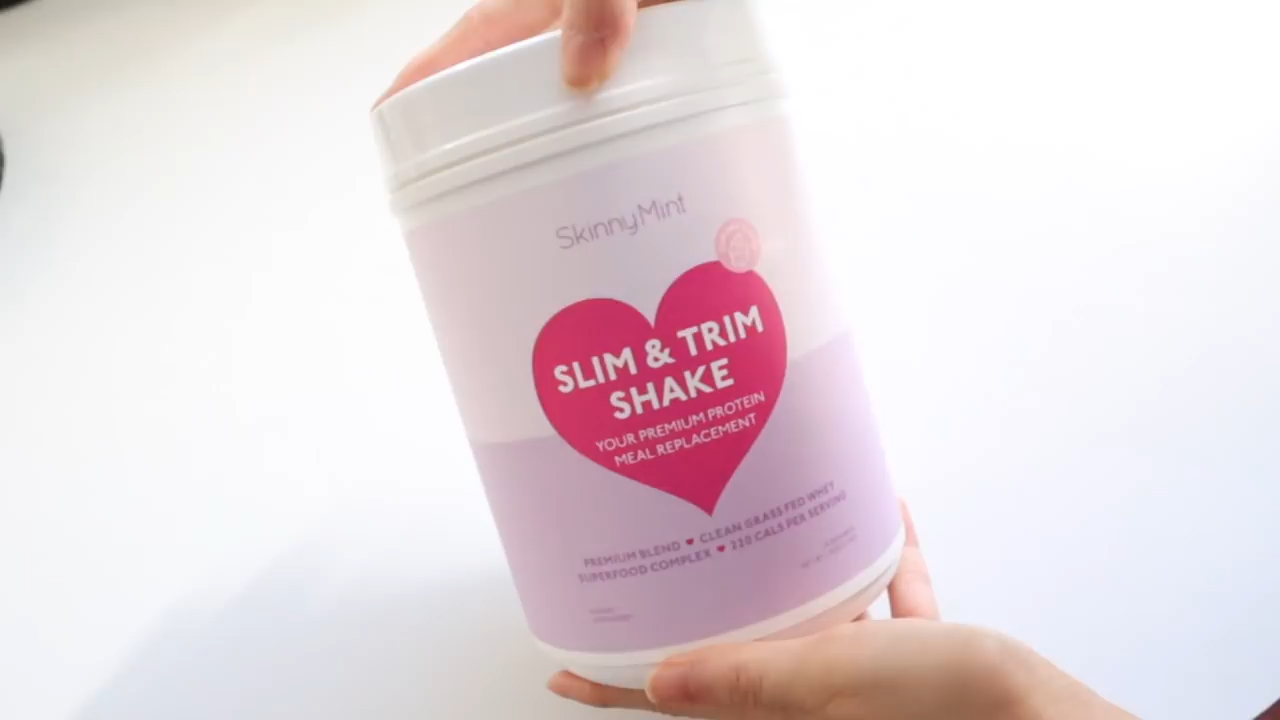 SkinnyMint
SLIM & TRIM
SHAKE
YOUR PREMIUM PROTEIN
MEAL REPLACEMENT
PREMIUM BLEND ♥ CLEAN GRASS FED WHEY
SUPERFOOD COMPLEX ♥ 220 CALS PER SERVING